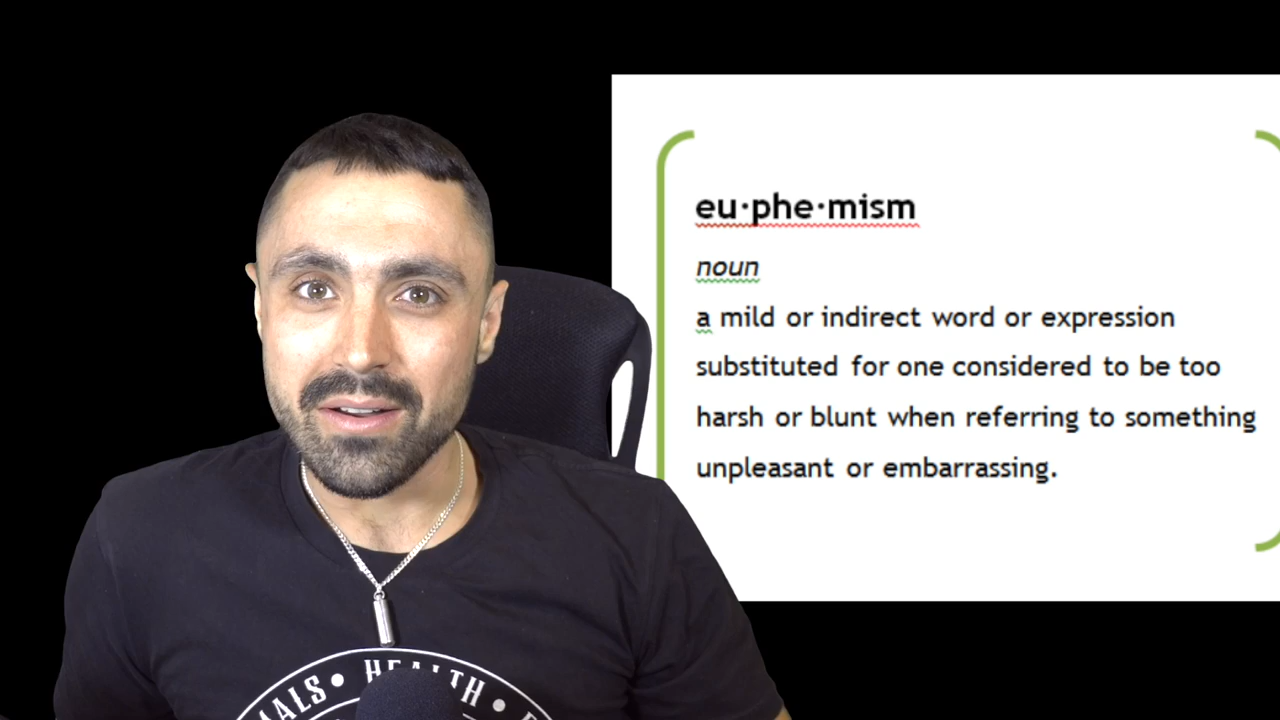 eu·phe·mism
noun
a mild or indirect word or expression
substituted for one considered to be too
harsh or blunt when referring to something
unpleasant or embarrassing.
• HEALTH •